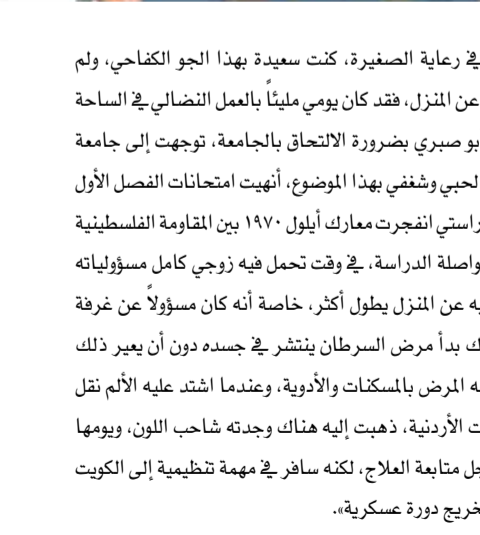 في رعاية الصغيرة، كنت سعيدة بهذا الجو الكفاحي، ولم
عن المنزل، فقد كان يومي مليئاً بالعمل النضالي في الساحة
بو صبري بضرورة الالتحاق بالجامعة، توجهت إلى جامعة
لحبي وشغفي بهذا الموضوع، أنهيت امتحانات الفصل الأول
راستي انفجرت معارك أيلول ١٩٧٠ بين المقاومة الفلسطينية
واصلة الدراسة، في وقت تحمل فيه زوجي كامل مسؤولياته
يه عن المنزل يطول أكثر، خاصة أنه كان مسؤولاً عن غرفة
ك بدأ مرض السرطان ينتشر في جسده دون أن يعير ذلك
ه المرض بالمسكنات والأدوية، وعندما اشتد عليه الألم نقل
ت الأردنية، ذهبت إليه هناك وجدته شاحب اللون، ويومها
جل متابعة العلاج، لكنه سافر في مهمة تنظيمية إلى الكويت
خريج دورة عسكرية».